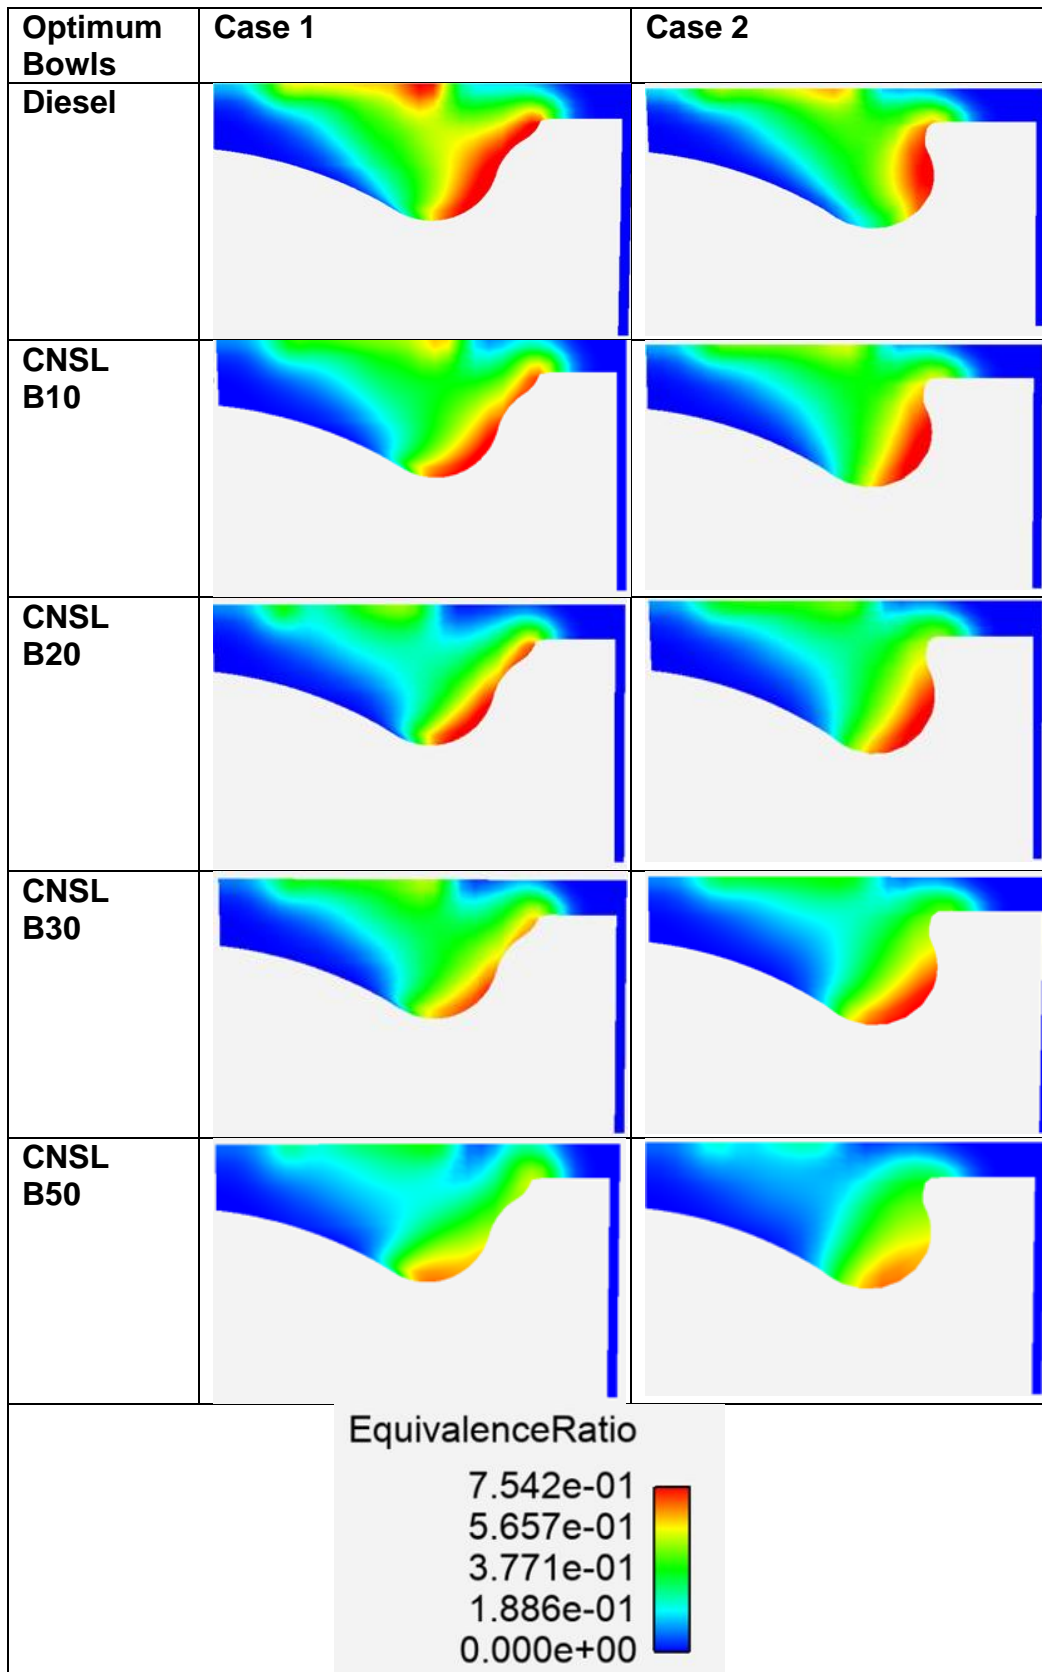 Optimum Bowls
Case 1
Case 2
Diesel
CNSL
B10
CNSL
B20
CNSL
B30
CNSL
B50
EquivalenceRatio
7.542e-01
5.657e-01
3.771e-01
1.886e-01
0.000e+00